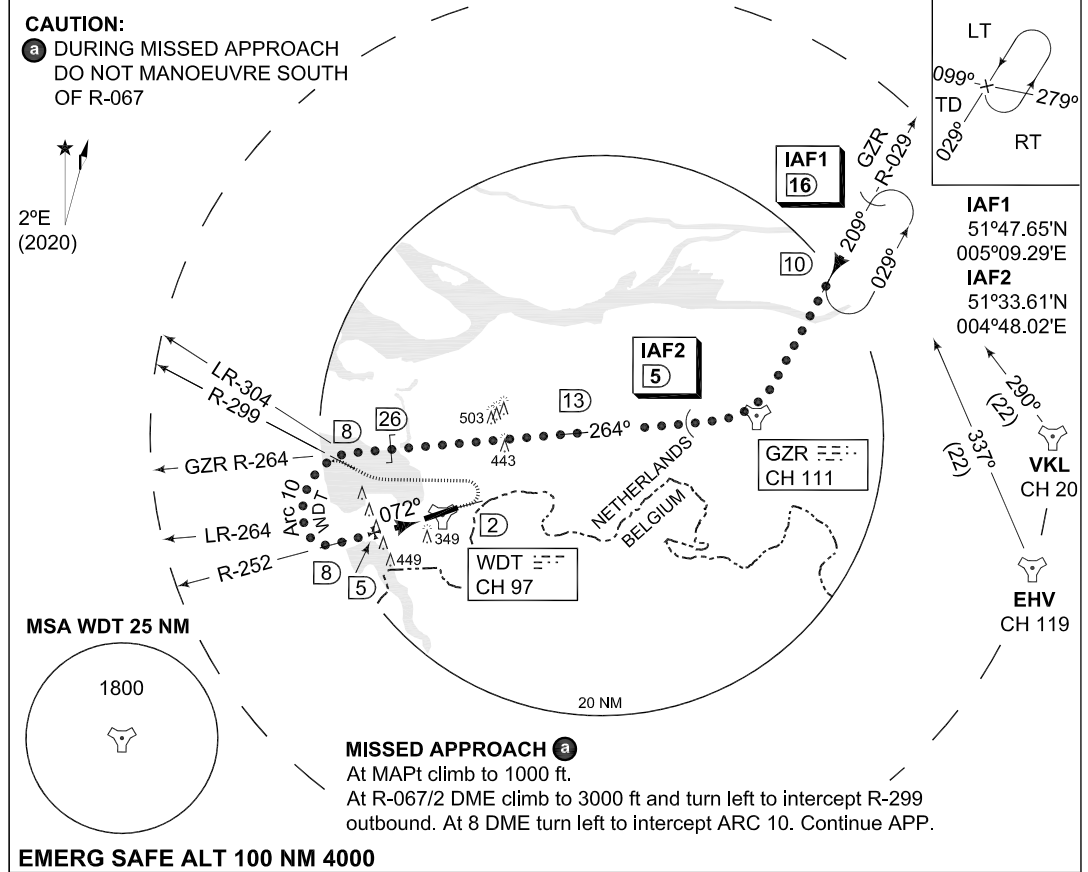 CAUTION:
a DURING MISSED APPROACH
DO NOT MANOEUVRE SOUTH
OF R-067
2ºE
(2020)
LT
099º
TD
279º
029º
RT
IAF1
16
GZR
R-029
209º
029º
10
IAF1
51º47.65'N
005º09.29'E
IAF2
51º33.61'N
004º48.02'E
IAF2
5
LR-304
R-299
8
26
503
443
13
264º
GZR R-264
GZR
CH 111
290º
(22)
337º
(22)
VKL
CH 20
Arc 10
WDT
072º
NETHERLANDS
BELGIUM
LR-264
R-252
8
5
449
349
2
WDT
CH 97
EHV
CH 119
MSA WDT 25 NM
1800
20 NM
MISSED APPROACH a
At MAPt climb to 1000 ft.
At R-067/2 DME climb to 3000 ft and turn left to intercept R-299
outbound. At 8 DME turn left to intercept ARC 10. Continue APP.
EMERG SAFE ALT 100 NM 4000